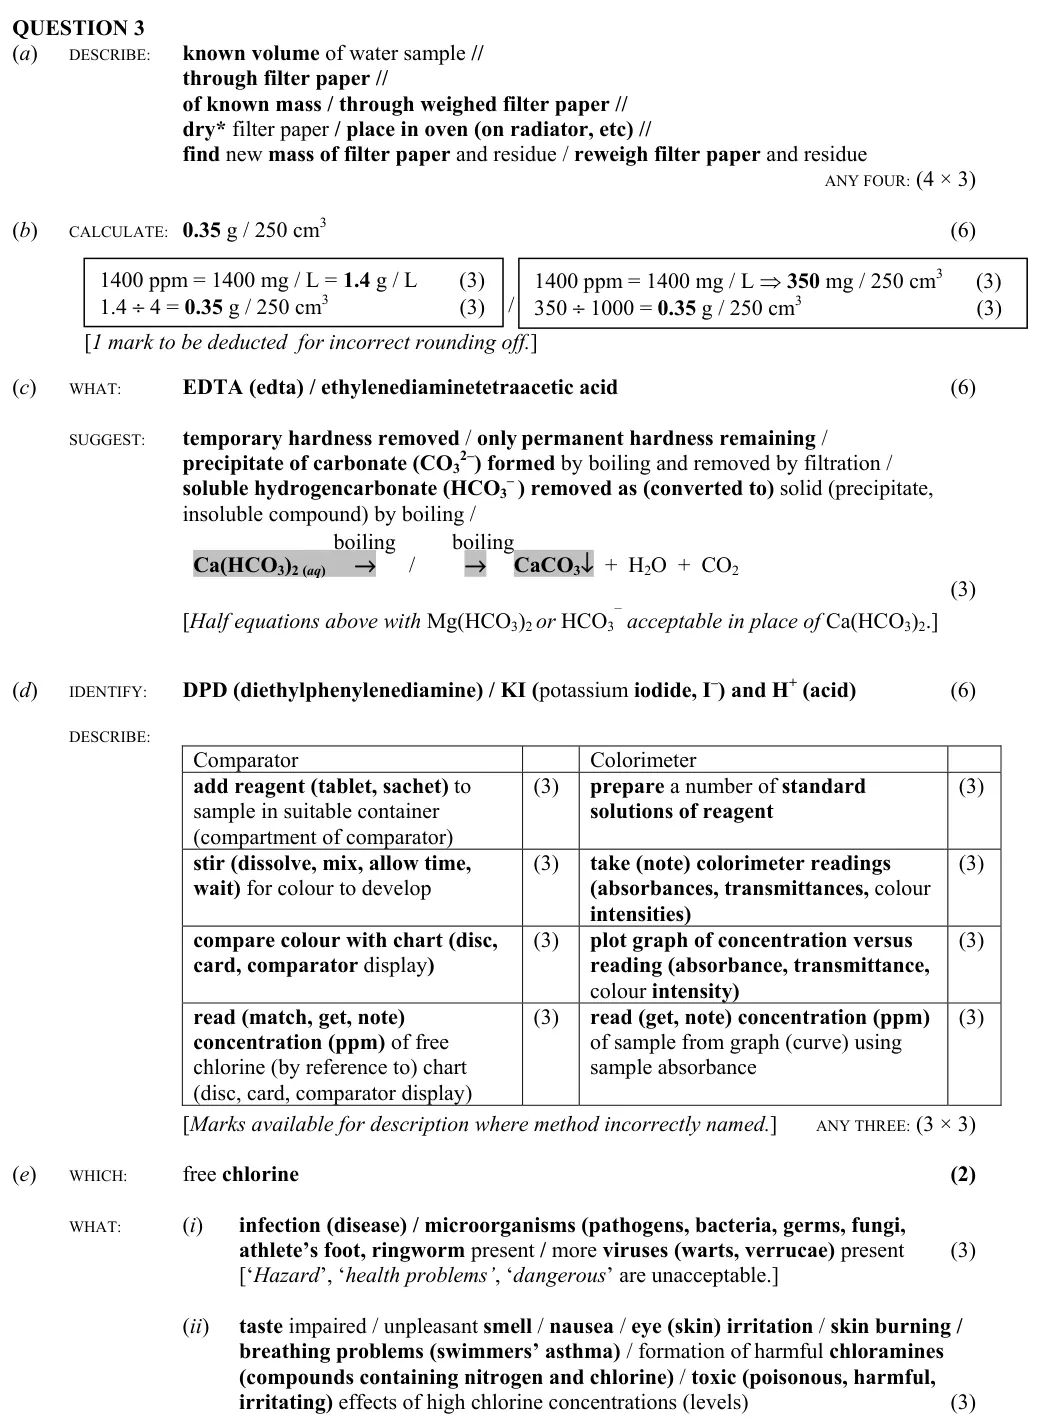 QUESTION 3
(a) DESCRIBE: known volume of water sample //
through filter paper //
of known mass / through weighed filter paper //
dry* filter paper / place in oven (on radiator, etc) //
find new mass of filter paper and residue / reweigh filter paper and residue
ANY FOUR: (4 × 3)
(b) CALCULATE: 0.35 g / 250 cm³ (6)
1400 ppm = 1400 mg / L = 1.4 g / L (3)
1.4 ÷ 4 = 0.35 g / 250 cm³ (3)
/
1400 ppm = 1400 mg / L ⇒ 350 mg / 250 cm³ (3)
350 ÷ 1000 = 0.35 g / 250 cm³ (3)
[1 mark to be deducted for incorrect rounding off.]
(c) WHAT: EDTA (edta) / ethylenediaminetetraacetic acid (6)
SUGGEST: temporary hardness removed / only permanent hardness remaining /
precipitate of carbonate (CO₃²⁻) formed by boiling and removed by filtration /
soluble hydrogencarbonate (HCO₃⁻ ) removed as (converted to) solid (precipitate,
insoluble compound) by boiling /
boiling boiling
Ca(HCO₃)₂ (aq) → / → CaCO₃↓ + H₂O + CO₂
(3)
[Half equations above with Mg(HCO₃)₂ or HCO₃⁻ acceptable in place of Ca(HCO₃)₂.]
(d) IDENTIFY: DPD (diethylphenylenediamine) / KI (potassium iodide, I⁻) and H⁺ (acid) (6)
DESCRIBE:
Comparator
Colorimeter
add reagent (tablet, sachet) to (3)
sample in suitable container
(compartment of comparator)
prepare a number of standard (3)
solutions of reagent
stir (dissolve, mix, allow time, (3)
wait) for colour to develop
take (note) colorimeter readings (3)
(absorbances, transmittances, colour
intensities)
compare colour with chart (disc, (3)
card, comparator display)
plot graph of concentration versus (3)
reading (absorbance, transmittance,
colour intensity)
read (match, get, note) (3)
concentration (ppm) of free
chlorine (by reference to) chart
(disc, card, comparator display)
read (get, note) concentration (ppm) (3)
of sample from graph (curve) using
sample absorbance
[Marks available for description where method incorrectly named.] ANY THREE: (3 × 3)
(e) WHICH: free chlorine (2)
WHAT: (i) infection (disease) / microorganisms (pathogens, bacteria, germs, fungi,
athlete’s foot, ringworm present / more viruses (warts, verrucae) present (3)
[‘Hazard’, ‘health problems’, ‘dangerous’ are unacceptable.]
(ii) taste impaired / unpleasant smell / nausea / eye (skin) irritation / skin burning /
breathing problems (swimmers’ asthma) / formation of harmful chloramines
(compounds containing nitrogen and chlorine) / toxic (poisonous, harmful,
irritating) effects of high chlorine concentrations (levels) (3)